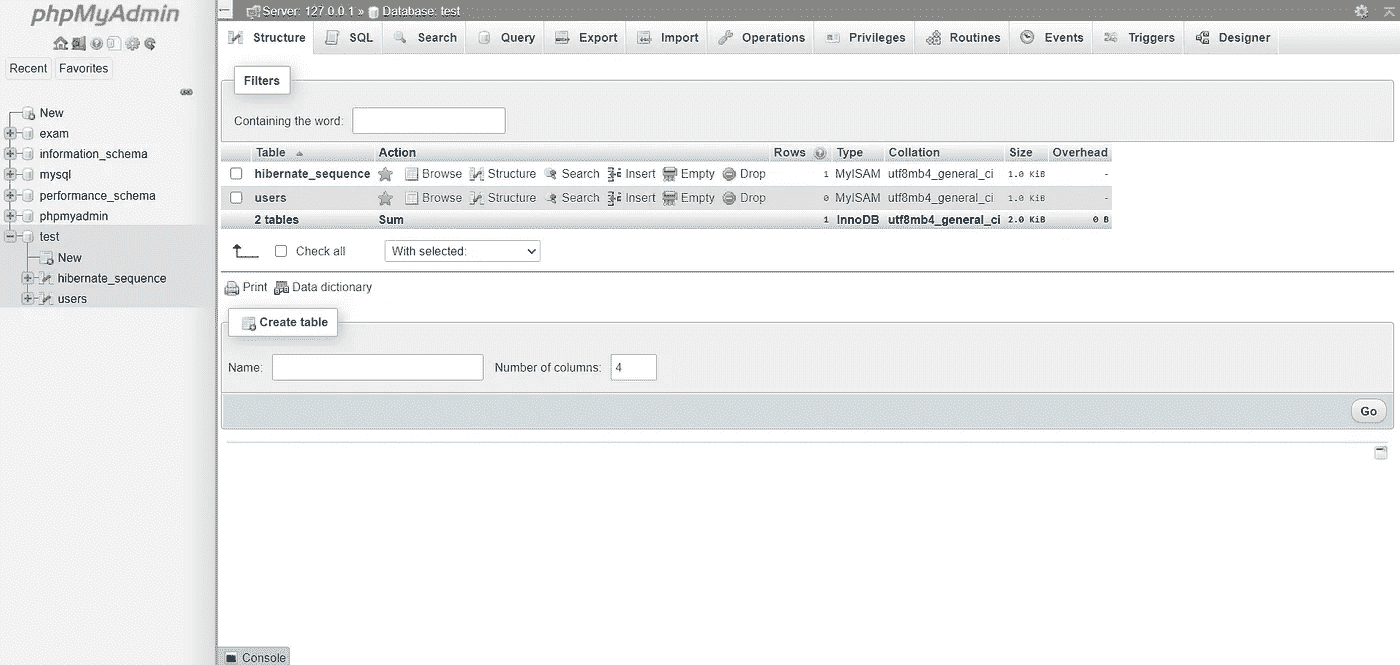 phpMyAdmin
Recent Favorites
New
exam
information_schema
mysql
performance_schema
phpmyadmin
test
New
hibernate_sequence
users
Server: 127.0.0.1 » Database: test
Structure SQL Search Query Export Import Operations Privileges Routines Events Triggers Designer
Filters
Containing the word:
Table Action Rows Type Collation Size Overhead
hibernate_sequence Browse Structure Search Insert Empty Drop 1 MyISAM utf8mb4_general_ci 1.0 KiB -
users Browse Structure Search Insert Empty Drop 0 MyISAM utf8mb4_general_ci 1.0 KiB -
2 tables Sum 1 InnoDB utf8mb4_general_ci 2.0 KiB 0 B
Check all With selected:
Print Data dictionary
Create table
Name: Number of columns: 4
Go
Console